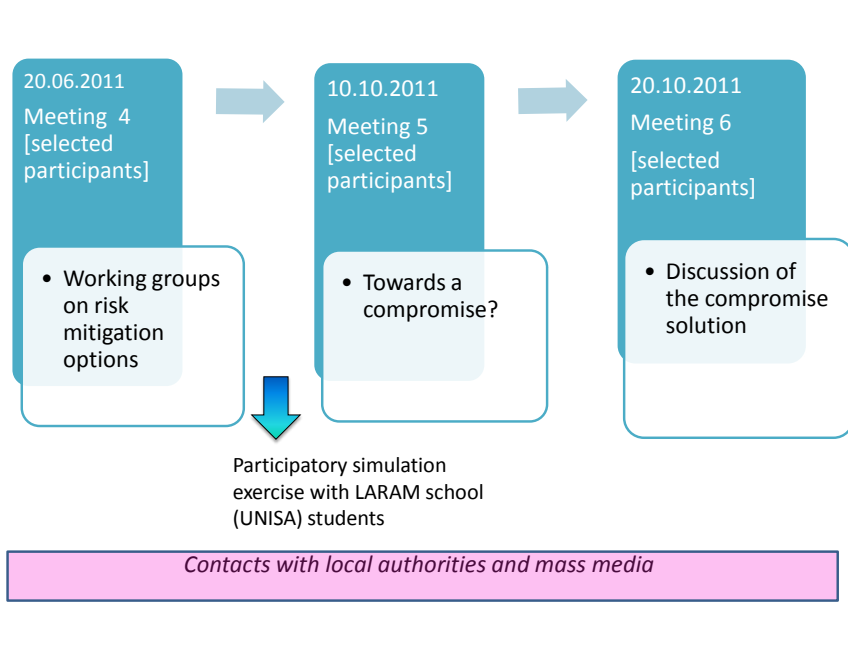 20.06.2011
Meeting 4
[selected
participants]
• Working groups
on risk
mitigation
options
10.10.2011
Meeting 5
[selected
participants]
• Towards a
compromise?
20.10.2011
Meeting 6
[selected
participants]
• Discussion of
the compromise
solution
Participatory simulation
exercise with LARAM school
(UNISA) students
Contacts with local authorities and mass media